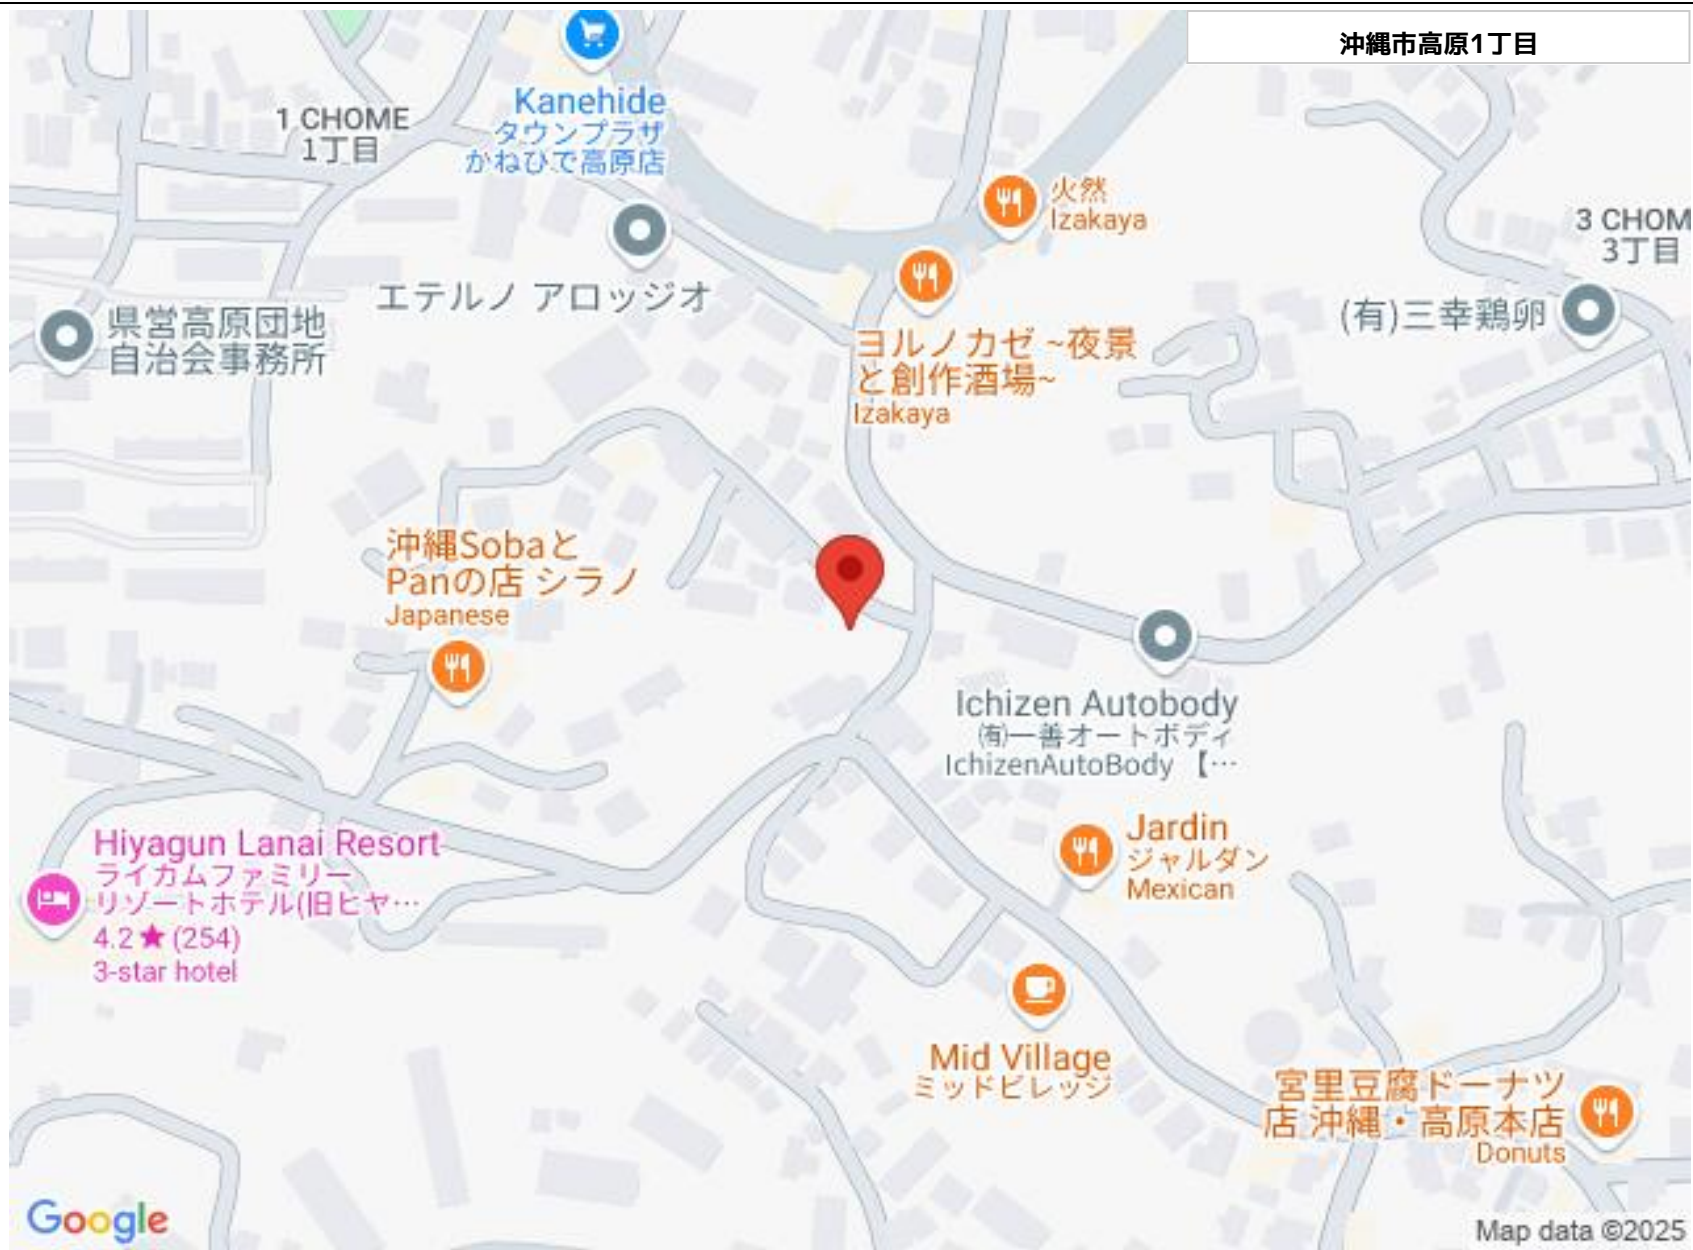 沖縄市高原1丁目
Kanehide
タウンプラザ
かねひで高原店
1 CHOME
1丁目
火然
Izakaya
3 CHOM
3丁目
エテルノ アロッジオ
県営高原団地
自治会事務所
ヨルノカゼ ~夜景
と創作酒場~
Izakaya
(有)三幸鶏卵
沖縄Sobaと
Panの店 シラノ
Japanese
Ichizen Autobody
㈲一善オートボディ
IchizenAutoBody 【…
Hiyagun Lanai Resort
ライカムファミリー
リゾートホテル(旧ヒヤ…
4.2★(254)
3-star hotel
Jardin
ジャルダン
Mexican
Mid Village
ミッドビレッジ
宮里豆腐ドーナツ
店 沖縄・高原本店
Donuts
Google
Map data ©2025